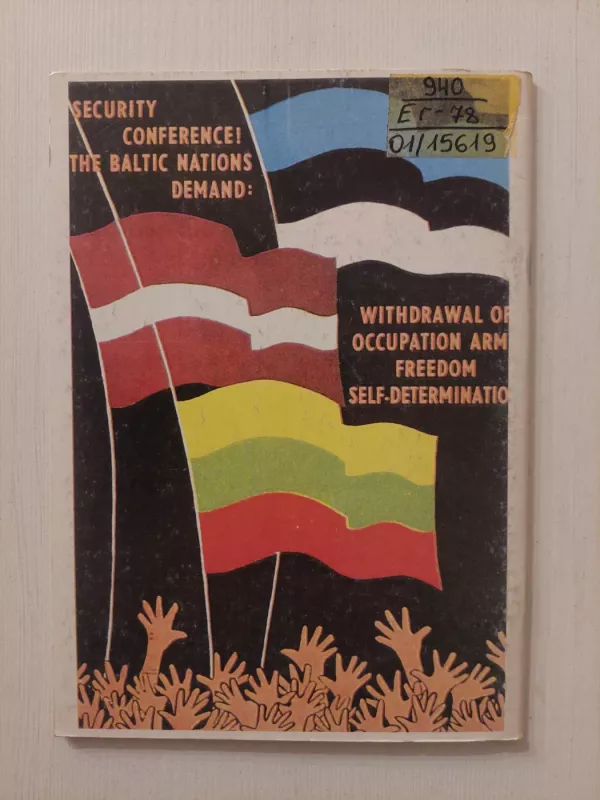 SECURITY
CONFERENCE!
THE BALTIC NATIONS
DEMAND:
940
Er-78
01/15619
WITHDRAWAL OF
OCCUPATION ARM
FREEDOM
SELF-DETERMINATIO